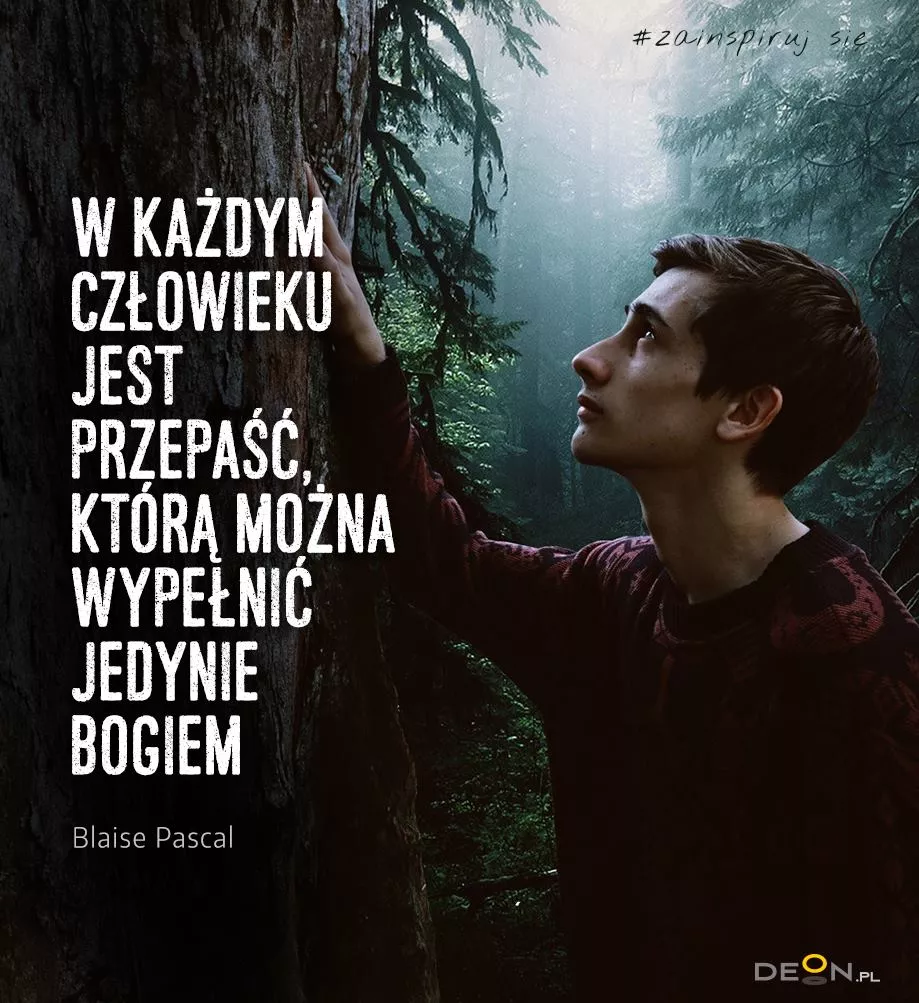 #zainspiruj się
W KAŻDYM
CZŁOWIEKU
JEST
PRZEPAŚĆ,
KTÓRĄ MOŻNA
WYPEŁNIĆ
JEDYNIE
BOGIEM
Blaise Pascal
DEON.PL